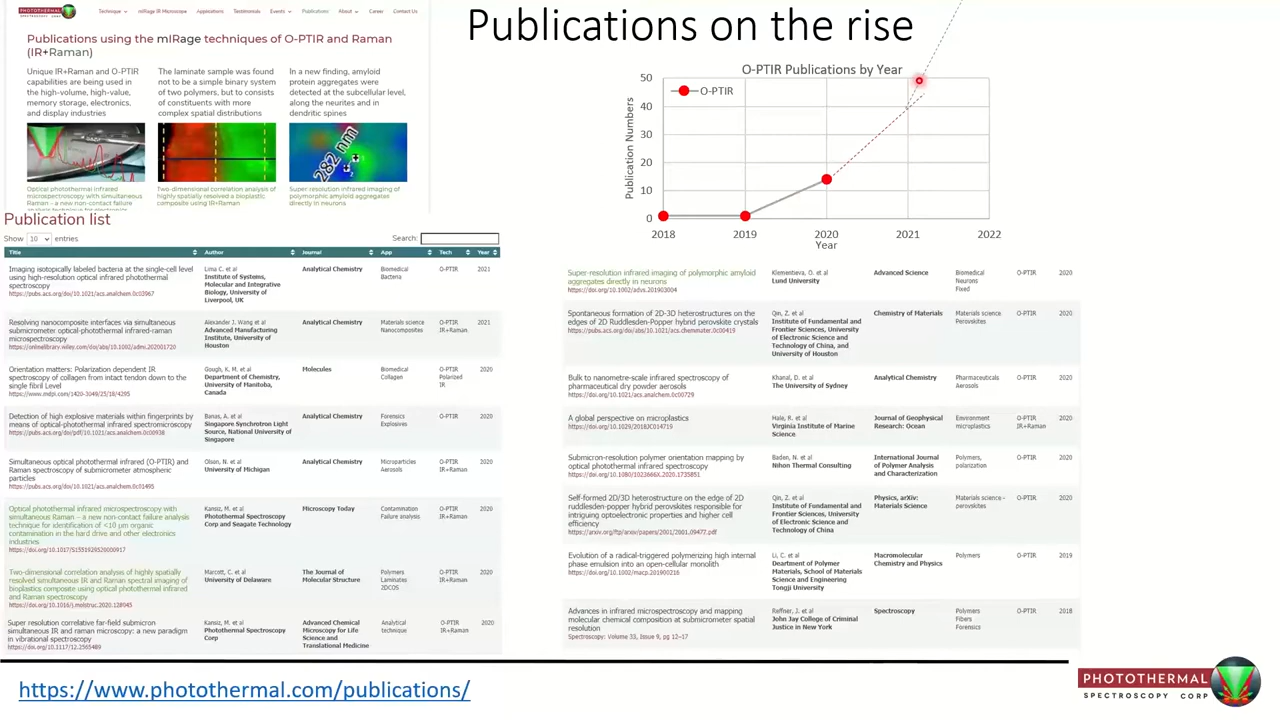 PHOTOTHERMAL
SPECTROSCOPY CORP
Technique
mIRage IR Microscope
Applications
Testimonials
Events
Publications
About
Career
Contact Us
Publications using the mIRage techniques of O-PTIR and Raman
(IR+Raman)
Unique IR+Raman and O-PTIR
capabilities are being used in
the high-volume, high-value,
memory storage, electronics,
and display industries
The laminate sample was found
not to be a simple binary system
of two polymers, but to consists
of constituents with more
complex spatial distributions
In a new finding, amyloid
protein aggregates were
detected at the subcellular level,
along the neurites and in
dendritic spines
282 nm
Optical photothermal infrared
microspectroscopy with simultaneous
Raman – a new non-contact failure
analysis technique for electronics
Two-dimensional correlation analysis of
highly spatially resolved a bioplastic
composite using IR+Raman
Super resolution infrared imaging of
polymorphic amyloid aggregates
directly in neurons
Publications on the rise
O-PTIR Publications by Year
O-PTIR
Publication Numbers
50
40
30
20
10
0
2018
2019
2020
2021
2022
Year
Publication list
Show 10 entries
Search:
Title
Author
Journal
App
Tech
Year
Imaging isotopically labeled bacteria at the single-cell level
using high-resolution optical infrared photothermal
spectroscopy
https://pubs.acs.org/doi/10.1021/acs.analchem.0c03967
Lima C. et al
Institute of Systems,
Molecular and Integrative
Biology, University of
Liverpool, UK
Analytical Chemistry
Biomedical
Bacteria
O-PTIR
2021
Resolving nanocomposite interfaces via simultaneous
submicrometer optical-photothermal infrared-raman
microspectroscopy
https://onlinelibrary.wiley.com/doi/abs/10.1002/admi.202001720
Alexander J. Wang et al
Advanced Manufacturing
Institute, University of
Houston
Analytical Chemistry
Materials science
Nanocomposites
O-PTIR
IR+Raman
2021
Orientation matters: Polarization dependent IR
spectroscopy of collagen from intact tendon down to the
single fibril Level
https://www.mdpi.com/1420-3049/25/18/4295
Gough, K. M. et al
Department of Chemistry,
University of Manitoba,
Canada
Molecules
Biomedical
Collagen
O-PTIR
Polarized
IR
2020
Detection of high explosive materials within fingerprints by
means of optical-photothermal infrared spectromicroscopy
https://pubs.acs.org/doi/pdf/10.1021/acs.analchem.0c00938
Banas, A. et al
Singapore Synchrotron Light
Source, National University of
Singapore
Analytical Chemistry
Forensics
Explosives
O-PTIR
2020
Simultaneous optical photothermal infrared (O-PTIR) and
Raman spectroscopy of submicrometer atmospheric
particles
https://pubs.acs.org/doi/10.1021/acs.analchem.0c01495
Olson, N. et al
University of Michigan
Analytical Chemistry
Microparticles
Aerosols
O-PTIR
IR+Raman
2020
Optical photothermal infrared microspectroscopy with
simultaneous Raman – a new non-contact failure analysis
technique for identification of <10 μm organic
contamination in the hard drive and other electronics
industries
https://doi.org/10.1017/S1551929520000917
Kansiz, M. et al
Photothermal Spectroscopy
Corp and Seagate Technology
Microscopy Today
Contamination
Failure analysis
O-PTIR
IR+Raman
2020
Two-dimensional correlation analysis of highly spatially
resolved simultaneous IR and Raman spectral imaging of
bioplastics composite using optical photothermal infrared
and Raman spectroscopy
https://doi.org/10.1016/j.molstruc.2020.128045
Marcott, C. et al
University of Delaware
The Journal of
Molecular Structure
Polymers
Laminates
2DCOS
O-PTIR
IR+Raman
2020
Super resolution correlative far-field submicron
simultaneous IR and raman microscopy: a new paradigm
in vibrational spectroscopy
https://doi.org/10.1117/12.2565489
Kansiz, M. et al
Photothermal Spectroscopy
Corp
Advanced Chemical
Microscopy for Life
Science and
Translational Medicine
Analytical
technique
O-PTIR
IR+Raman
2020
Super-resolution infrared imaging of polymorphic amyloid
aggregates directly in neurons
https://doi.org/10.1002/advs.201903004
Klementieva, O. et al
Lund University
Advanced Science
Biomedical
Neurons
Fixed
O-PTIR
2020
Spontaneous formation of 2D-3D heterostructures on the
edges of 2D Ruddlesden-Popper hybrid perovskite crystals
https://pubs.acs.org/doi/abs/10.1021/acs.chemmater.0c00419
Qin, Z. et al
Institute of Fundamental and
Frontier Sciences, University
of Electronic Science and
Technology of China, and
University of Houston
Chemistry of Materials
Materials science
Perovskites
O-PTIR
2020
Bulk to nanometre-scale infrared spectroscopy of
pharmaceutical dry powder aerosols
https://doi.org/10.1021/acs.analchem.0c00729
Khanal, D. et al
The University of Sydney
Analytical Chemistry
Pharmaceuticals
Aerosols
O-PTIR
2020
A global perspective on microplastics
https://doi.org/10.1029/2018JC014719
Hale, R. et al
Virginia Institute of Marine
Science
Journal of Geophysical
Research: Ocean
Environment
microplastics
O-PTIR
IR+Raman
2020
Submicron-resolution polymer orientation mapping by
optical photothermal infrared spectroscopy
https://doi.org/10.1080/1023666X.2020.1735851
Baden, N. et al
Nihon Thermal Consulting
International Journal
of Polymer Analysis
and Characterization
Polymers,
polarization
O-PTIR
2020
Self-formed 2D/3D heterostructure on the edge of 2D
ruddlesden-popper hybrid perovskites responsible for
intriguing optoelectronic properties and higher cell
efficiency
https://arxiv.org/ftp/arxiv/papers/2001/2001.09477.pdf
Qin, Z. et al
Institute of Fundamental and
Frontier Sciences, University
of Electronic Science and
Technology of China
Physics, arXiv:
Materials Science
Materials science -
perovskites
O-PTIR
2020
Evolution of a radical-triggered polymerizing high internal
phase emulsion into an open-cellular monolith
https://doi.org/10.1002/macp.201900216
Li, C. et al
Deartment of Polymer
Materials, School of Materials
Science and Engineering
Tongji University
Macromolecular
Chemistry and Physics
Polymers
O-PTIR
2019
Advances in infrared microspectroscopy and mapping
molecular chemical composition at submicrometer spatial
resolution
Spectroscopy: Volume 33, Issue 9, pg 12–17
Reffner, J. et al
John Jay College of Criminal
Justice in New York
Spectroscopy
Polymers
Fibers
Forensics
O-PTIR
2018
https://www.photothermal.com/publications/
PHOTOTHERMAL
SPECTROSCOPY CORP